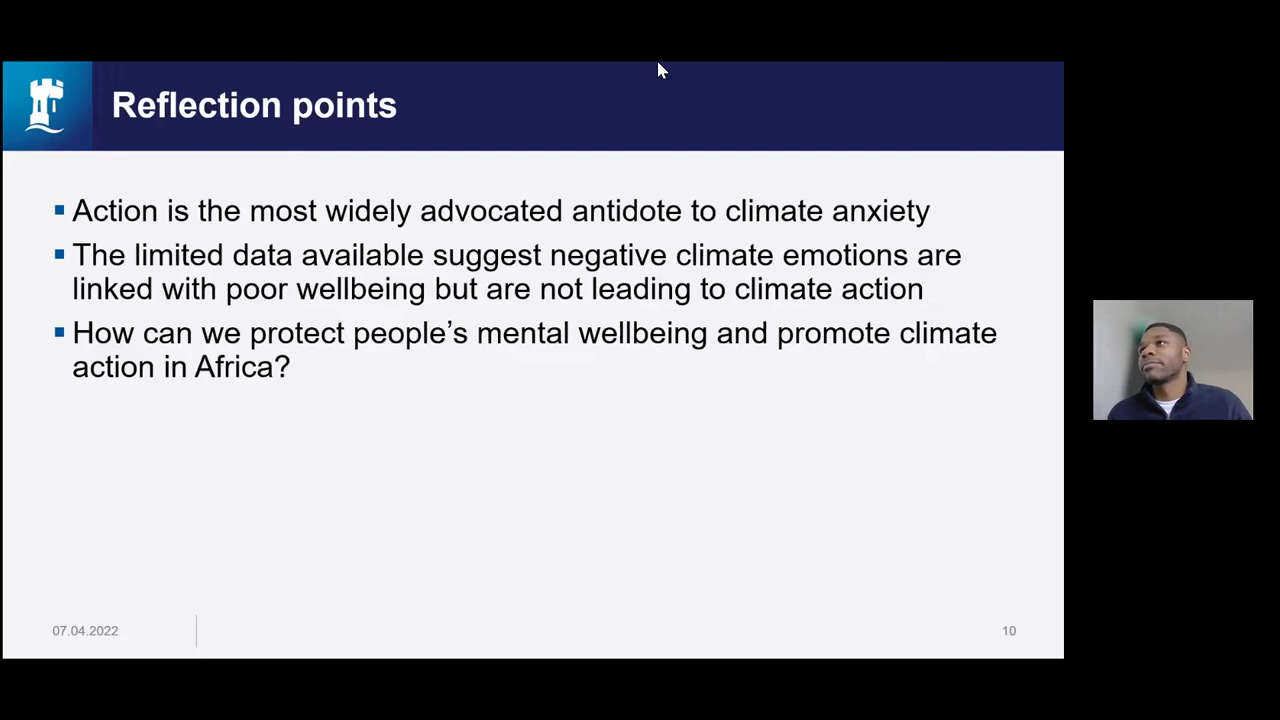 Reflection points
▪ Action is the most widely advocated antidote to climate anxiety
▪ The limited data available suggest negative climate emotions are
linked with poor wellbeing but are not leading to climate action
▪ How can we protect people’s mental wellbeing and promote climate
action in Africa?
07.04.2022
10